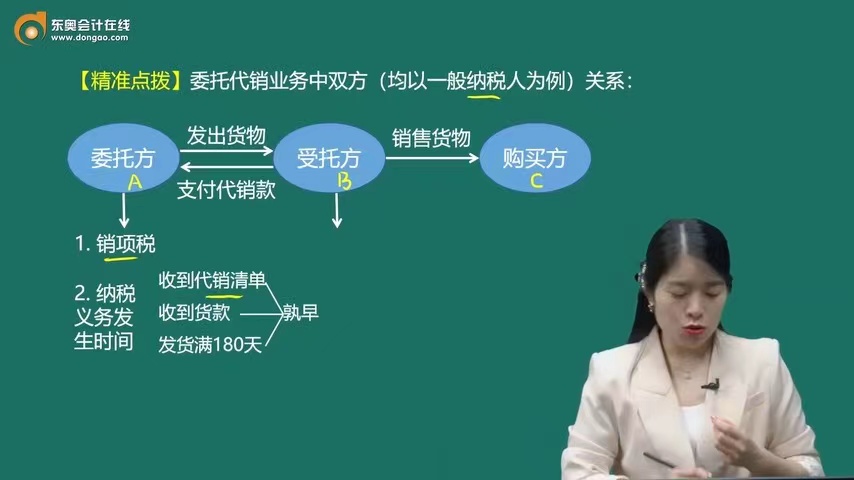 东奥会计在线
www.dongao.com
【精准点拨】委托代销业务中双方（均以一般纳税人为例）关系：
委托方
A
发出货物
支付代销款
受托方
B
销售货物
购买方
C
1. 销项税
2. 纳税
义务发
生时间
收到代销清单
收到货款
发货满180天
孰早